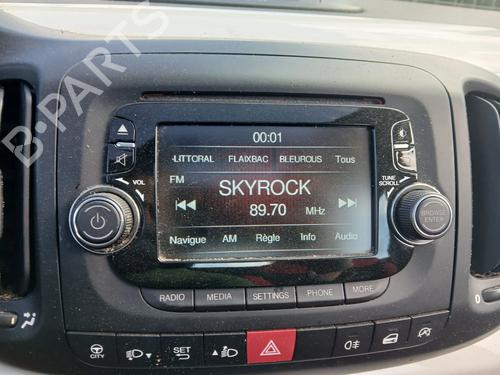 B-PARTS
00:01
-LITTORAL FLAIXBAC BLEUROUS Tous
FM
SKYROCK
89.70 MHz
Navigue AM Règle Info Audio
VOL
TUNE
SCROLL
BROWSE
ENTER
RADIO MEDIA SETTINGS PHONE MORE
CITY SET
0